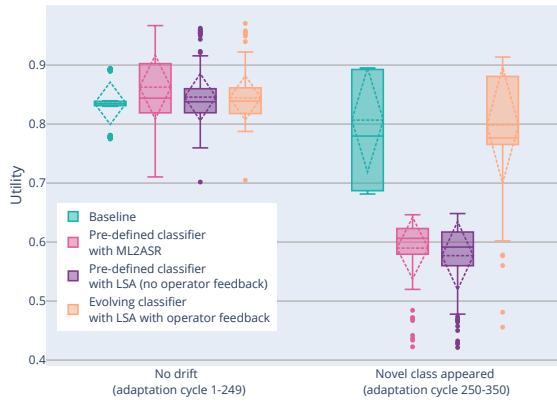 0.9
0.8
0.7
0.6
0.5
0.4
Utility
Baseline
Pre-defined classifier
with ML2ASR
Pre-defined classifier
with LSA (no operator feedback)
Evolving classifier
with LSA with operator feedback
No drift
(adaptation cycle 1-249)
Novel class appeared
(adaptation cycle 250-350)